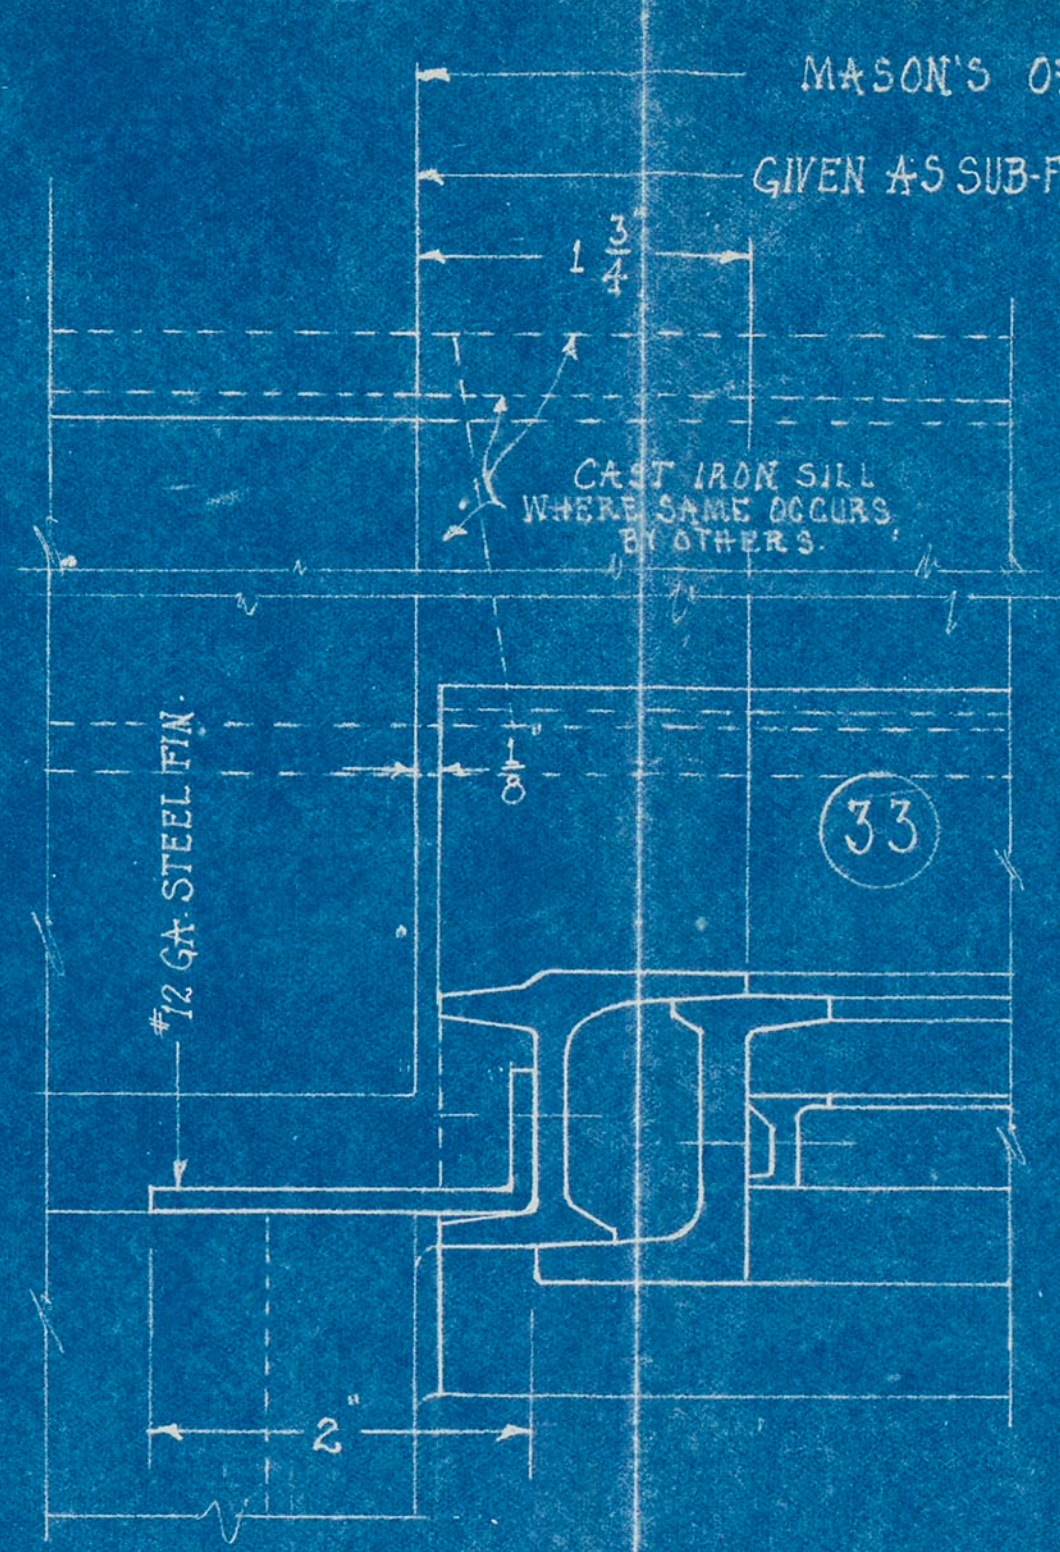 MASON'S
GIVEN AS SUB-F
1 3/4"
CAST IRON SILL
WHERE SAME OCCURS
BY OTHERS.
1/8"
#12 GA. STEEL FIN.
33
2"